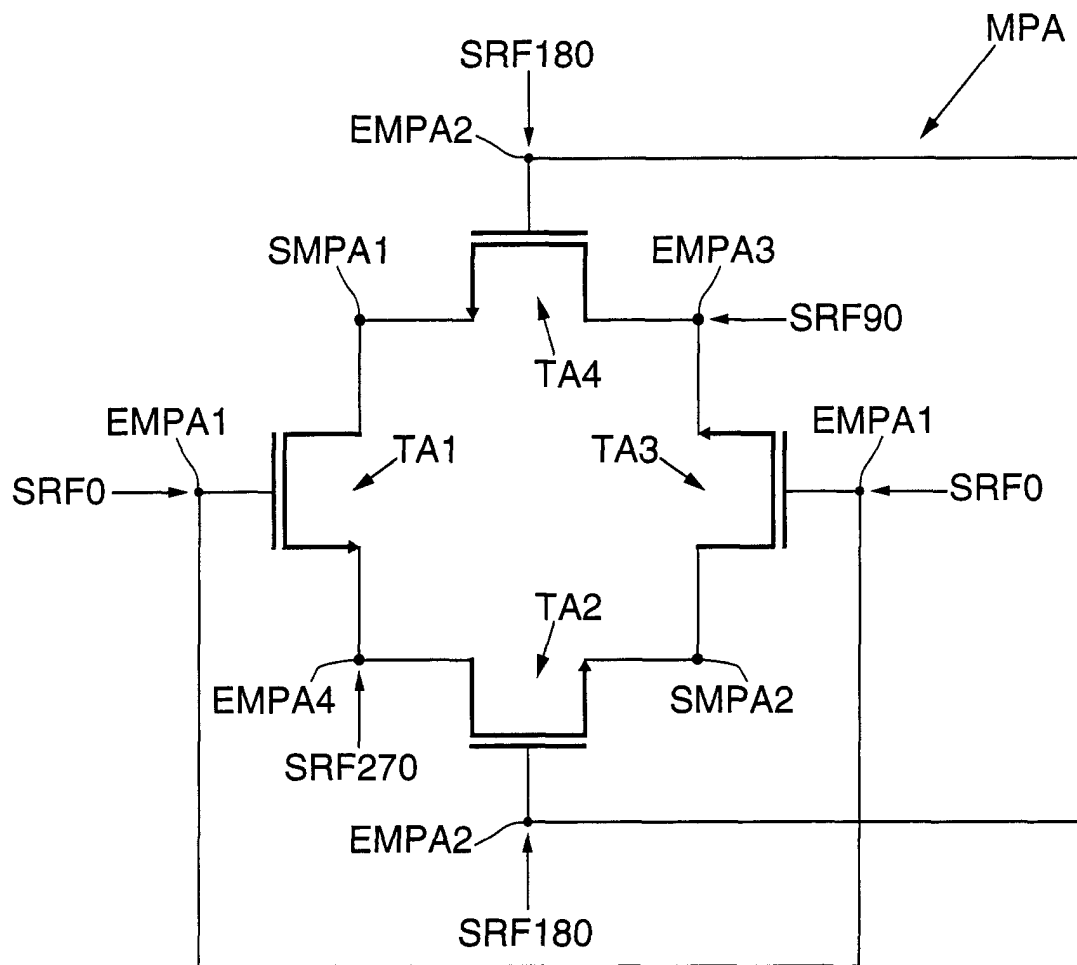 MPA
SRF180
EMPA2
SMPA1
EMPA3
SRF90
TA4
EMPA1
TA1
TA3
EMPA1
SRF0
SRF0
TA2
EMPA4
SMPA2
SRF270
EMPA2
SRF180